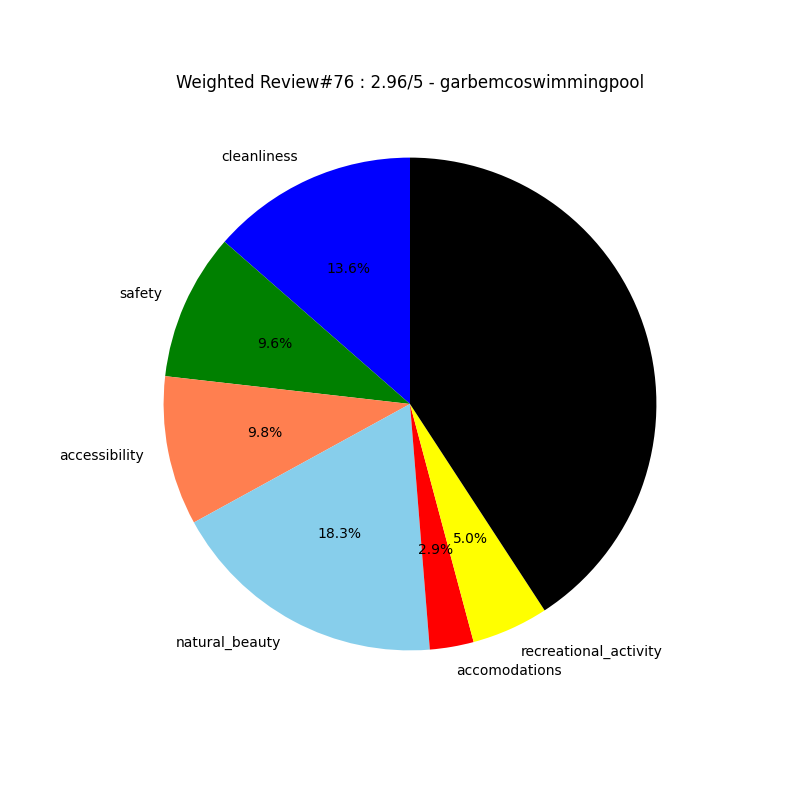 Weighted Review#76 : 2.96/5 - garbemcoswimmingpool
cleanliness
13.6%
safety
9.6%
accessibility
9.8%
natural_beauty
18.3%
accomodations
2.9%
recreational_activity
5.0%